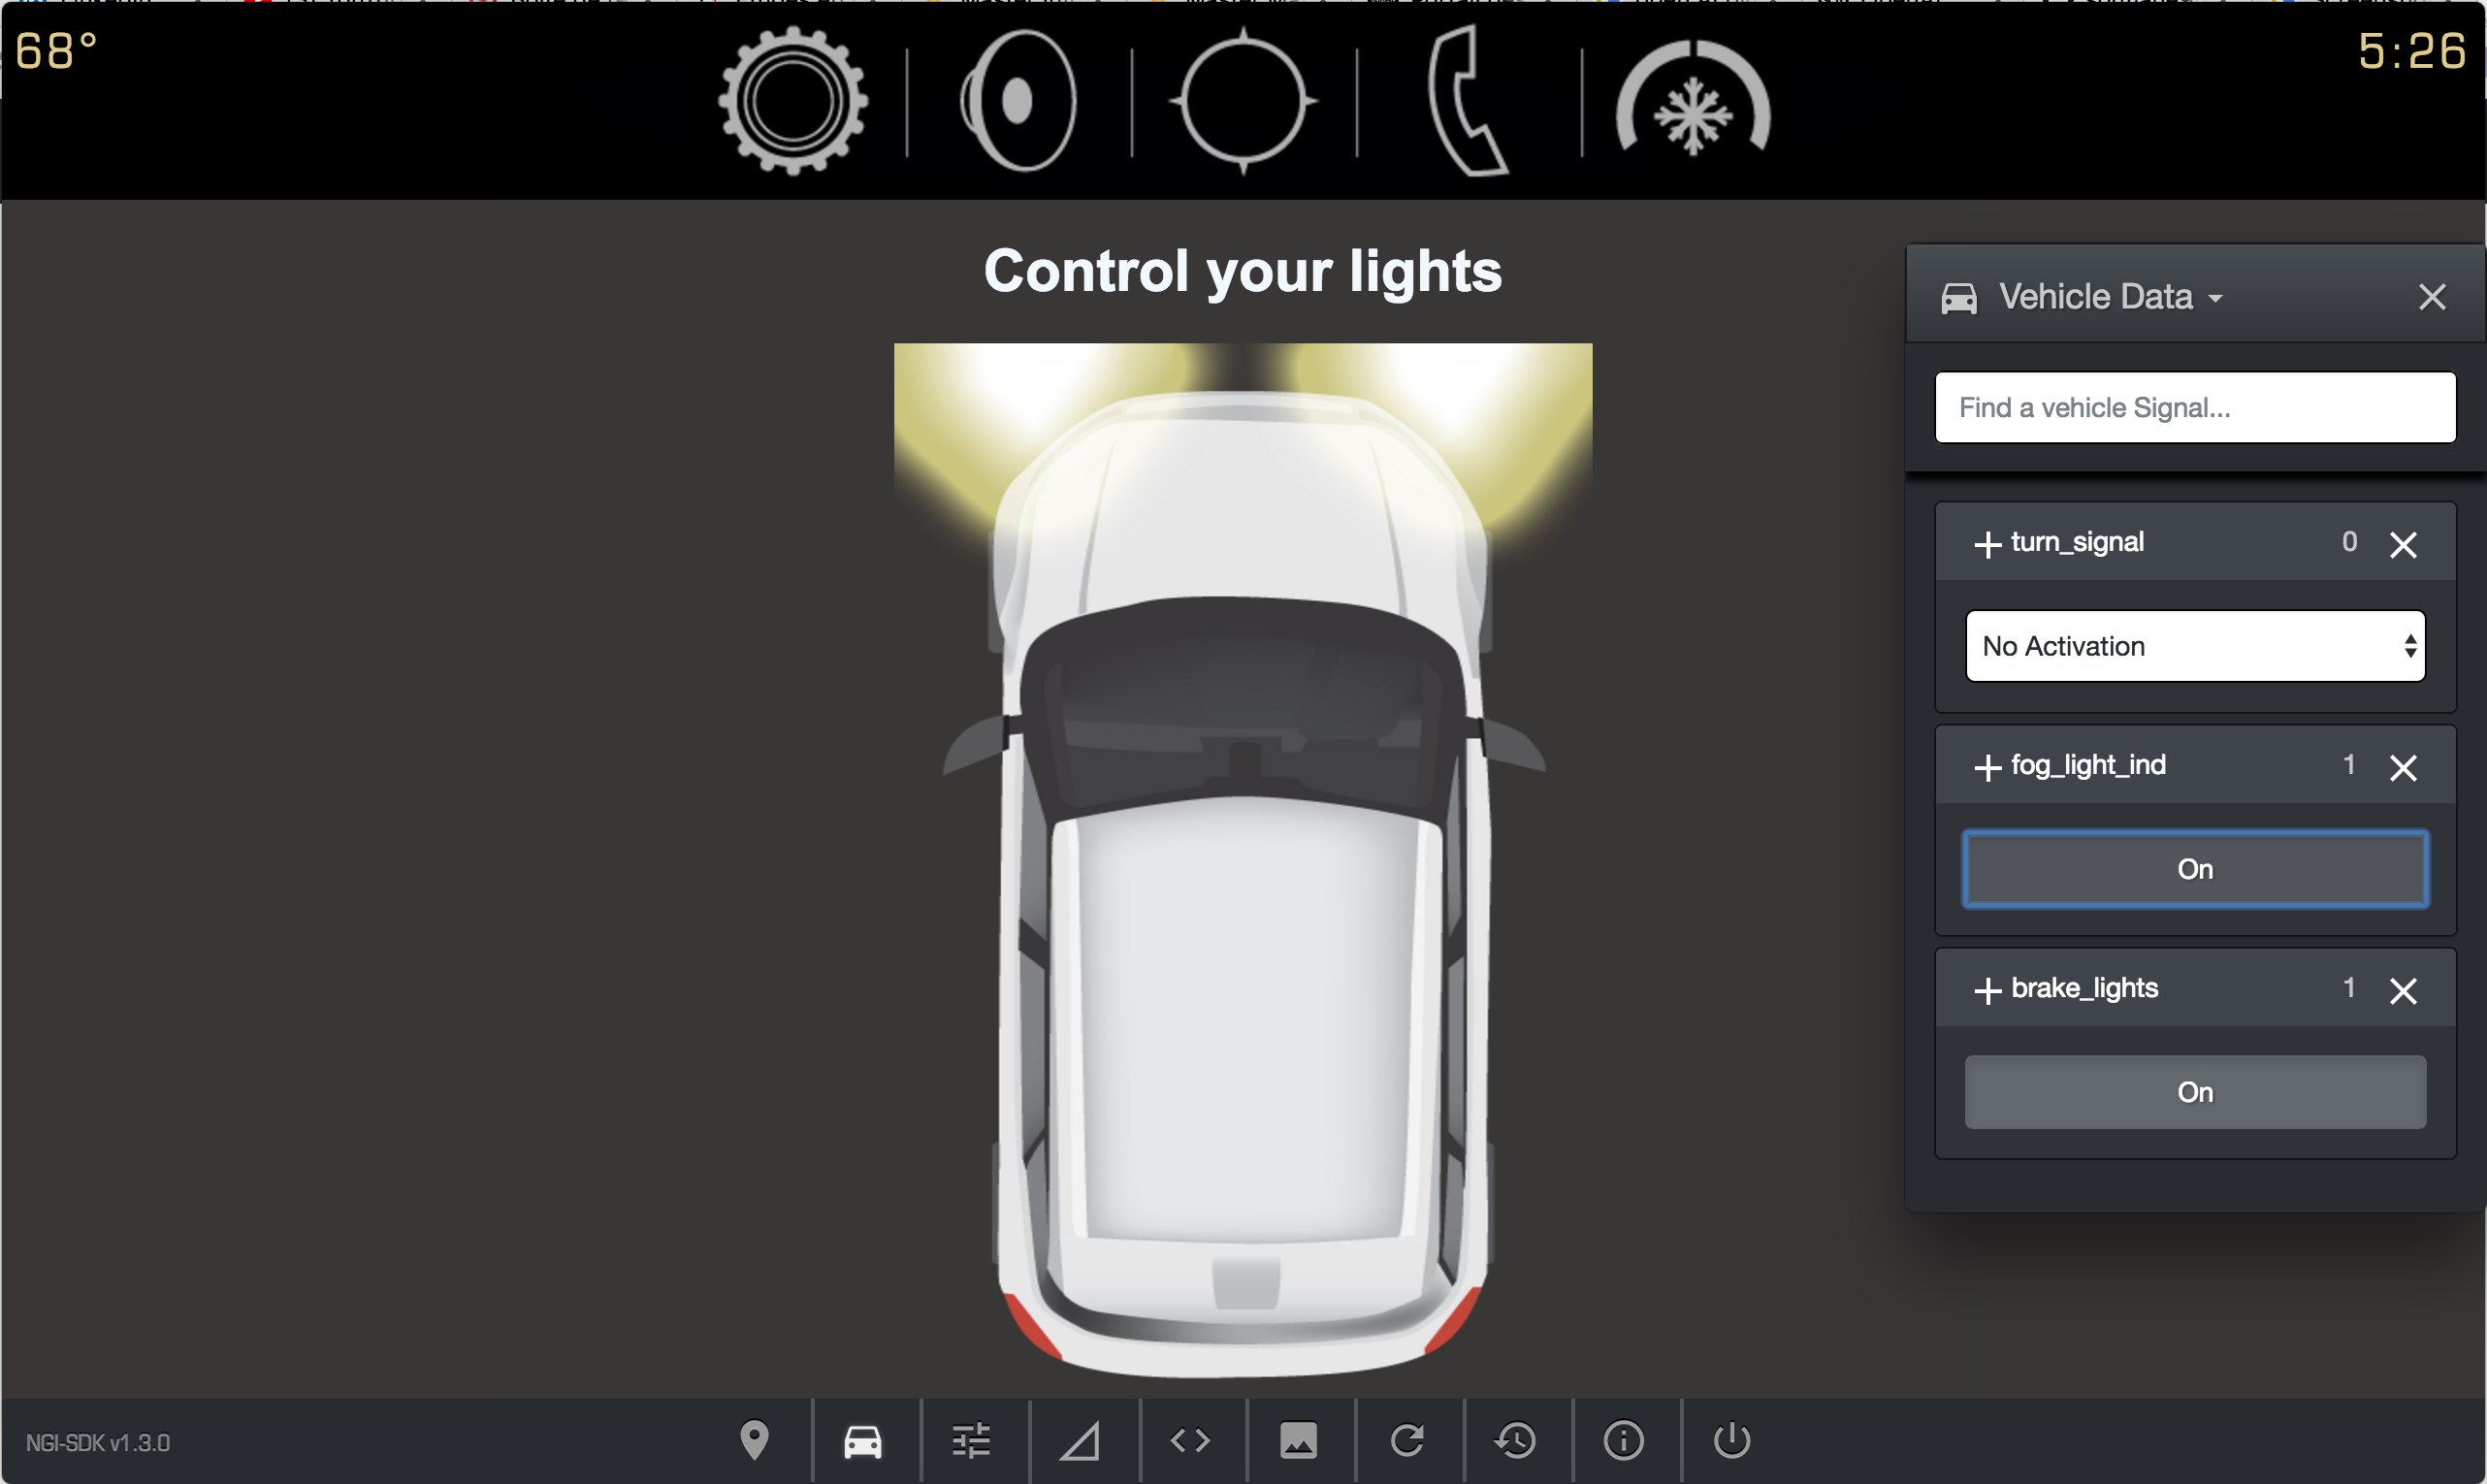 68°
5:26
Control your lights
Vehicle Data
Find a vehicle Signal...
turn_signal 0
No Activation
fog_light_ind 1
On
brake_lights 1
On
NGI-SDK v1.3.0